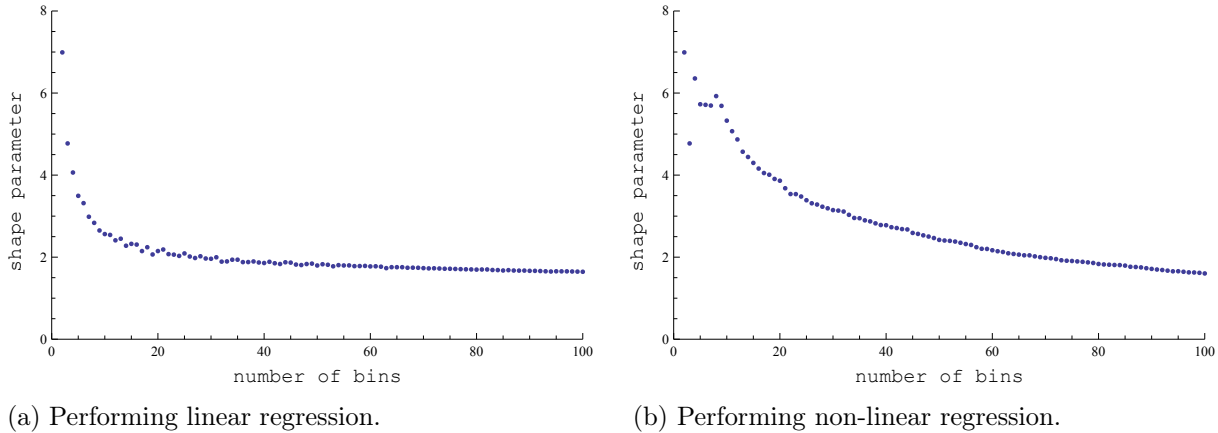 8
6
4
2
0
shape parameter
0 20 40 60 80 100
number of bins
(a) Performing linear regression.
8
6
4
2
0
shape parameter
0 20 40 60 80 100
number of bins
(b) Performing non-linear regression.